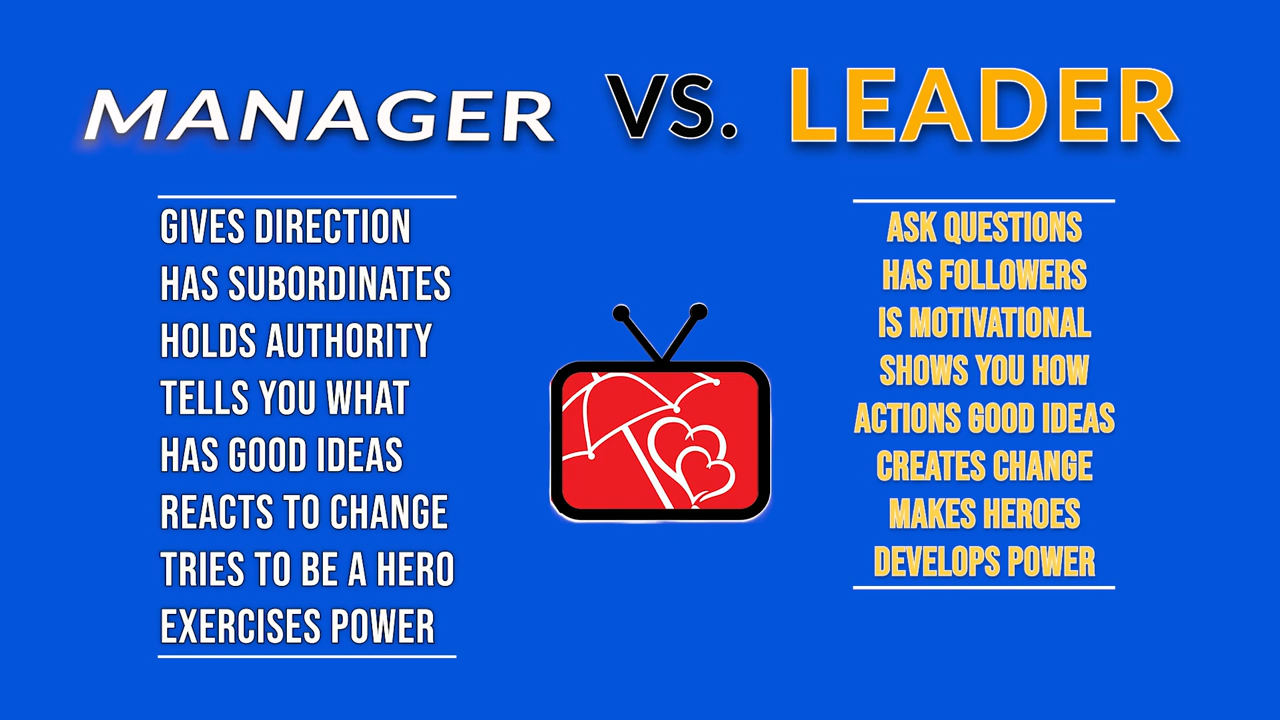 MANAGER VS. LEADER
GIVES DIRECTION
HAS SUBORDINATES
HOLDS AUTHORITY
TELLS YOU WHAT
HAS GOOD IDEAS
REACTS TO CHANGE
TRIES TO BE A HERO
EXERCISES POWER
ASK QUESTIONS
HAS FOLLOWERS
IS MOTIVATIONAL
SHOWS YOU HOW
ACTIONS GOOD IDEAS
CREATES CHANGE
MAKES HEROES
DEVELOPS POWER